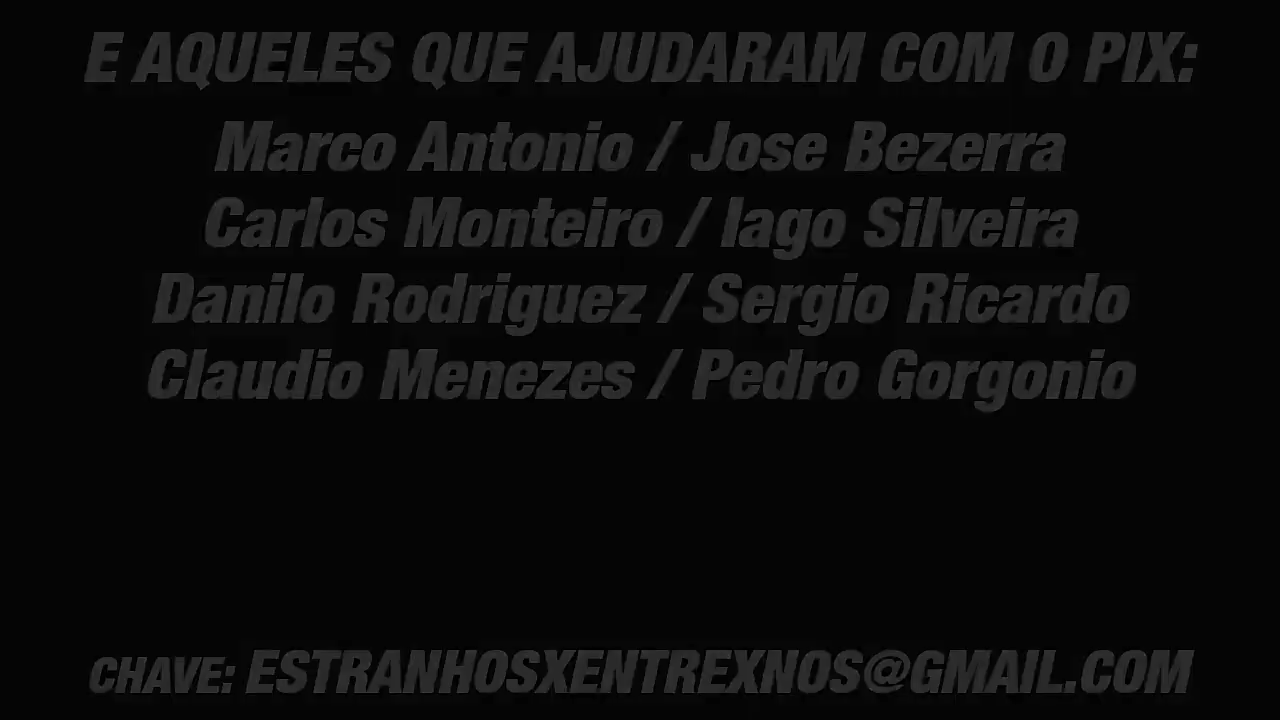 E AQUELES QUE AJUDARAM COM O PIX:
Marco Antonio / Jose Bezerra
Carlos Monteiro / Iago Silveira
Danilo Rodriguez / Sergio Ricardo
Claudio Menezes / Pedro Gorgonio
CHAVE: ESTRANHOSXENTREXNOS@GMAIL.COM